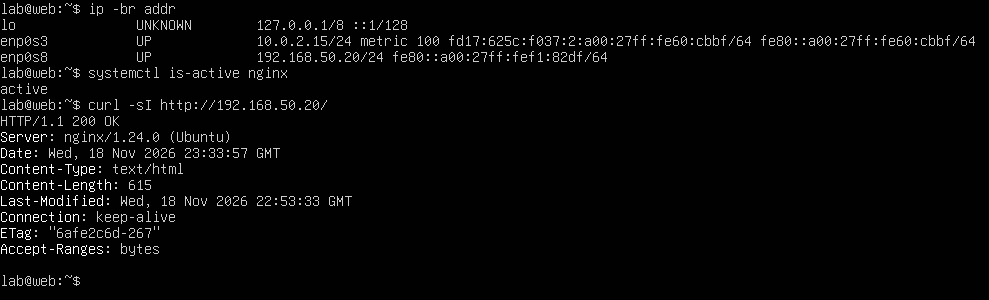 lab@web:~$ ip -br addr
lo               UNKNOWN        127.0.0.1/8 ::1/128
enp0s3           UP             10.0.2.15/24 metric 100 fd17:625c:f037:2:a00:27ff:fe60:cbbf/64 fe80::a00:27ff:fe60:cbbf/64
enp0s8           UP             192.168.50.20/24 fe80::a00:27ff:fef1:82df/64
lab@web:~$ systemctl is-active nginx
active
lab@web:~$ curl -sI http://192.168.50.20/
HTTP/1.1 200 OK
Server: nginx/1.24.0 (Ubuntu)
Date: Wed, 18 Nov 2026 23:33:57 GMT
Content-Type: text/html
Content-Length: 615
Last-Modified: Wed, 18 Nov 2026 22:53:33 GMT
Connection: keep-alive
ETag: "6afe2c6d-267"
Accept-Ranges: bytes

lab@web:~$